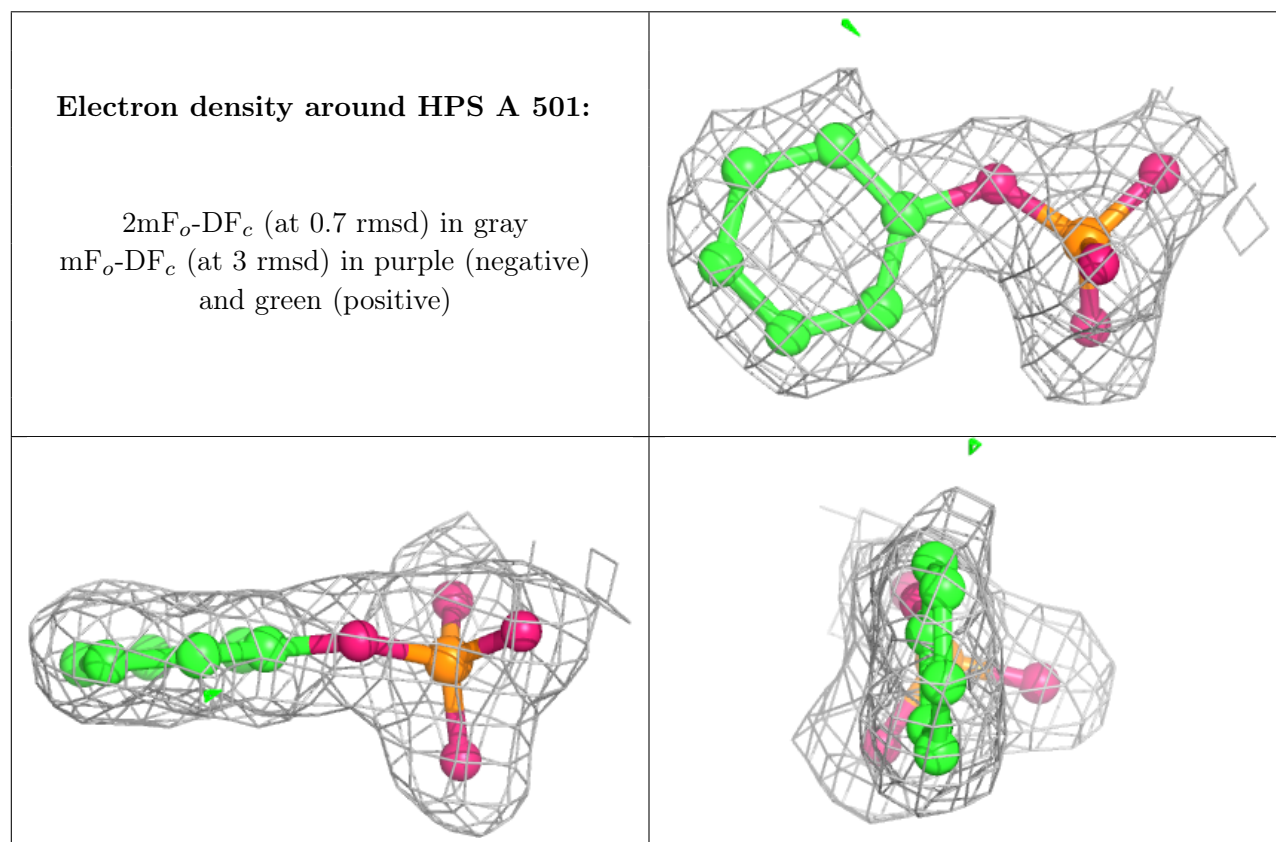 Electron density around HPS A 501:
2mFo-DFc (at 0.7 rmsd) in gray
mFo-DFc (at 3 rmsd) in purple (negative)
and green (positive)